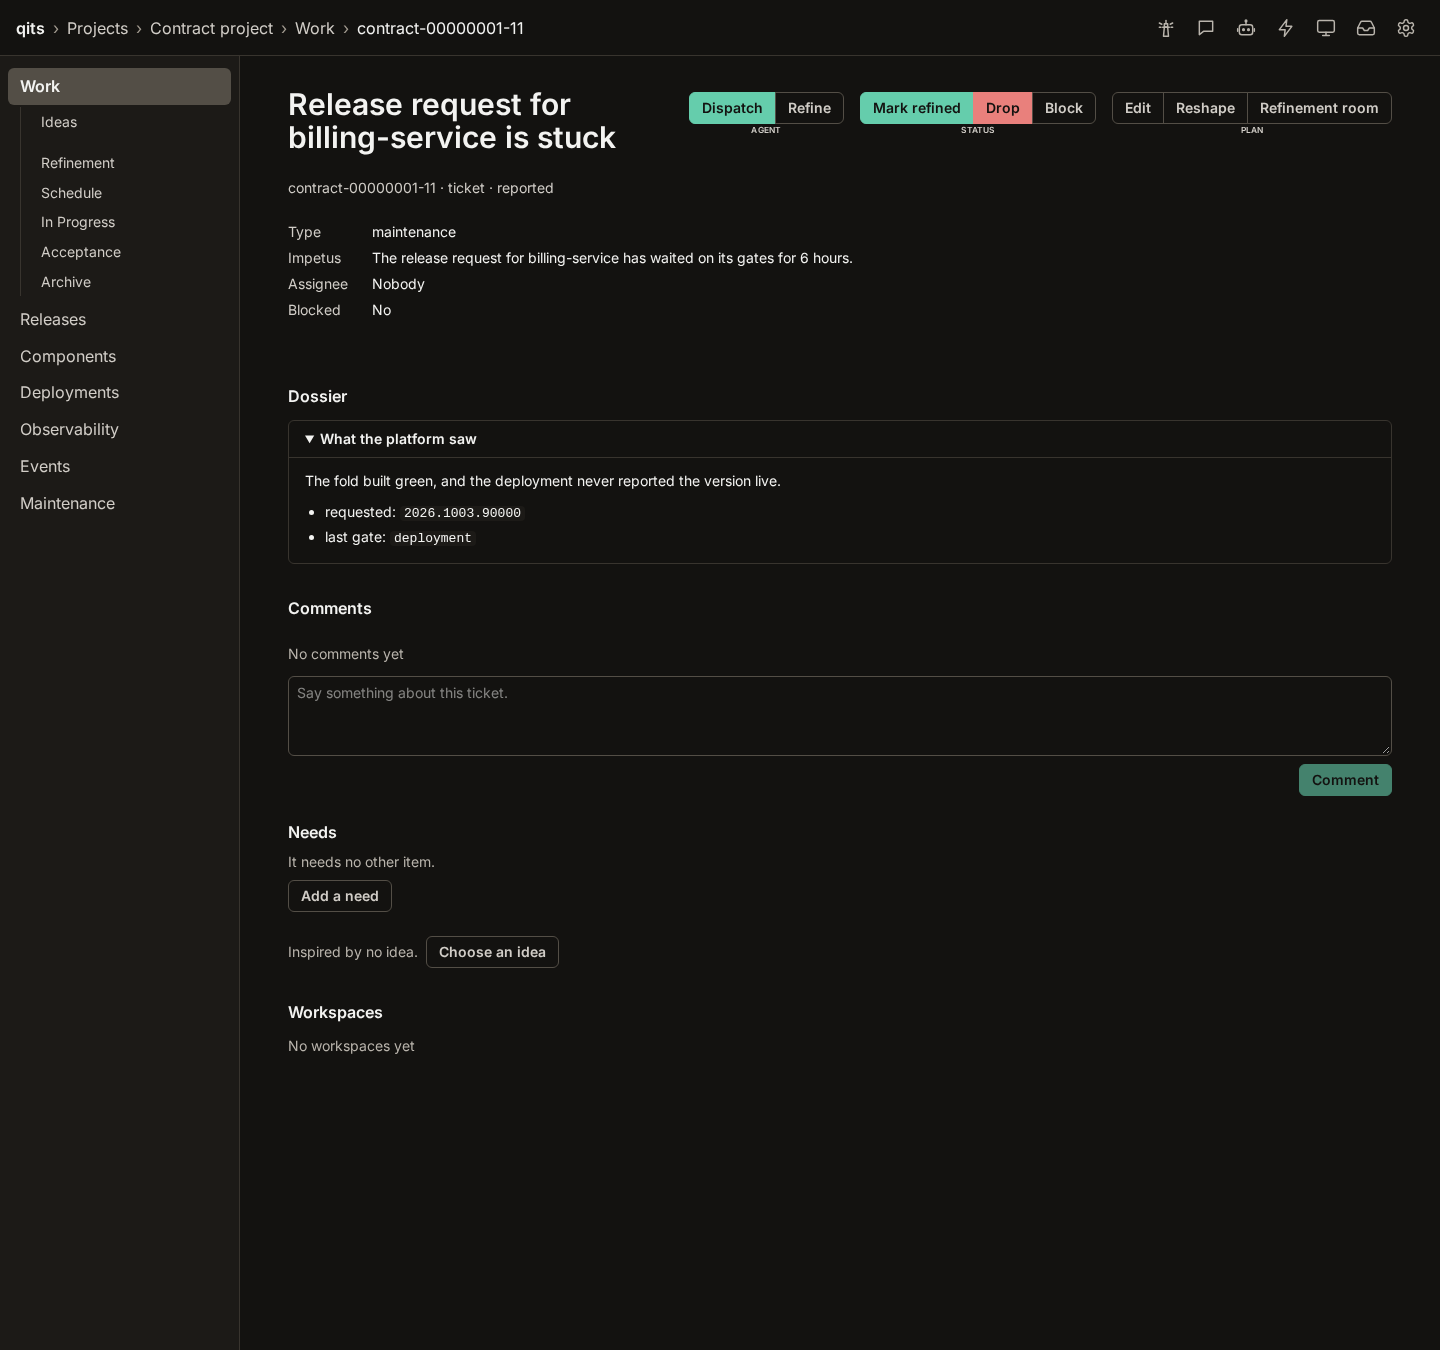 qits › Projects › Contract project › Work › contract-00000001-11
Work
Ideas
Refinement
Schedule
In Progress
Acceptance
Archive
Releases
Components
Deployments
Observability
Events
Maintenance
Release request for
billing-service is stuck
Dispatch Refine
AGENT
Mark refined Drop Block
STATUS
Edit Reshape Refinement room
PLAN
contract-00000001-11 · ticket · reported
Type maintenance
Impetus The release request for billing-service has waited on its gates for 6 hours.
Assignee Nobody
Blocked No
Dossier
▼ What the platform saw
The fold built green, and the deployment never reported the version live.
• requested: 2026.1003.90000
• last gate: deployment
Comments
No comments yet
Say something about this ticket.
Comment
Needs
It needs no other item.
Add a need
Inspired by no idea. Choose an idea
Workspaces
No workspaces yet